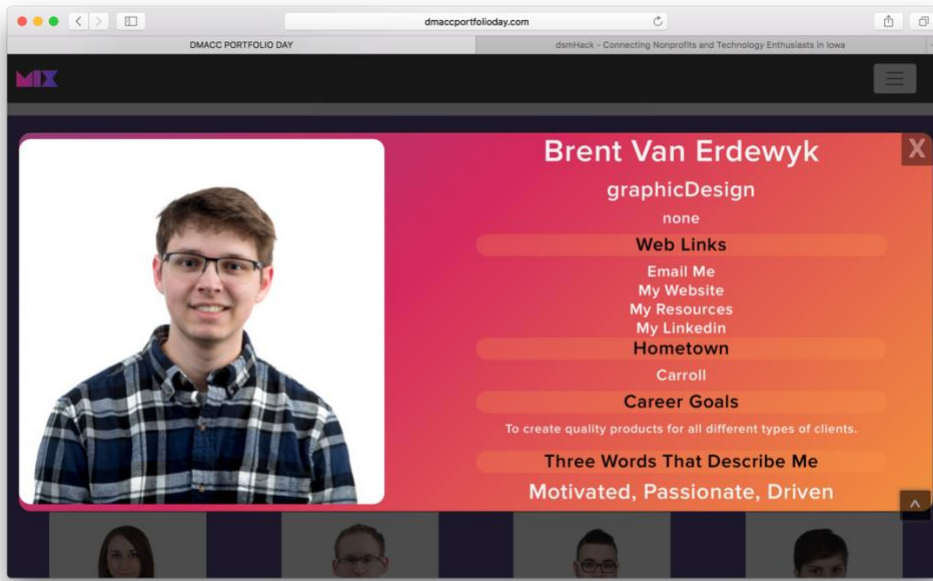 dmaccportfolioday.com
DMACC PORTFOLIO DAY
dsmHack - Connecting Nonprofits and Technology Enthusiasts in Iowa
MIX
X
Brent Van Erdewyk
graphicDesign
none
Web Links
Email Me
My Website
My Resources
My Linkedin
Hometown
Carroll
Career Goals
To create quality products for all different types of clients.
Three Words That Describe Me
Motivated, Passionate, Driven